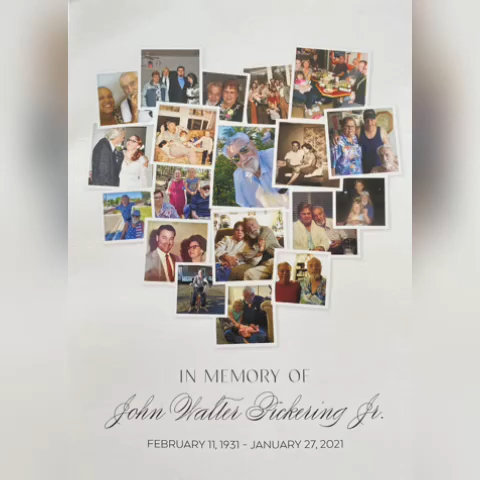 IN MEMORY OF
John Walter Pickering Jr.
FEBRUARY 11, 1931 - JANUARY 27, 2021